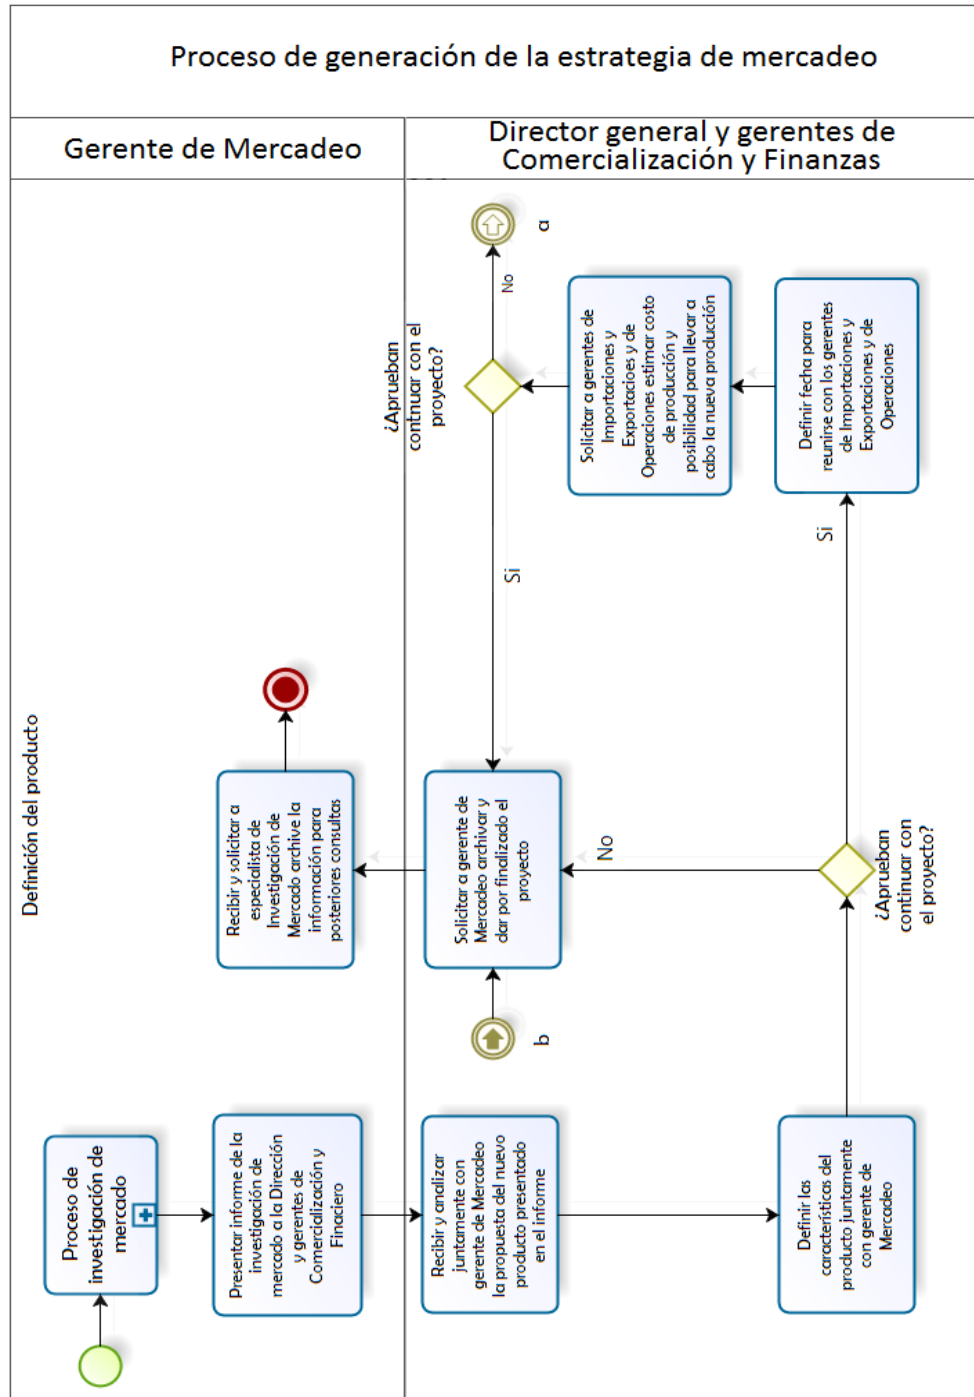 Proceso de generación de la estrategia de mercadeo
Gerente de Mercadeo
Director general y gerentes de
Comercialización y Finanzas
Definición del producto
Proceso de
investigación de
mercado
Presentar informe de la
investigación de
mercado a la Dirección
y gerentes de
Comercialización y
Finaciero
Recibir y analizar
juntamente con
gerente de Mercadeo
la propuesta del nuevo
producto presentado
en el informe
Definir las
características del
producto juntamente
con gerente de
Mercadeo
¿Aprueban
continuar con
el proyecto?
No
Si
Solicitar a gerente de
Mercadeo archivar y
dar por finalizado el
proyecto
b
Recibir y solicitar a
especialista de
Investigación de
Mercado archive la
información para
posteriores consultas
Definir fecha para
reunirse con los gerentes
de Importaciones y
Exportaciones y de
Operaciones
Solicitar a gerentes de
Importaciones y
Exportacioes y de
Operaciones estimar costo
de producción y
posibilidad para llevar a
cabo la nueva producción
¿Aprueban
contnuar con el
proyecto?
Si
No
a